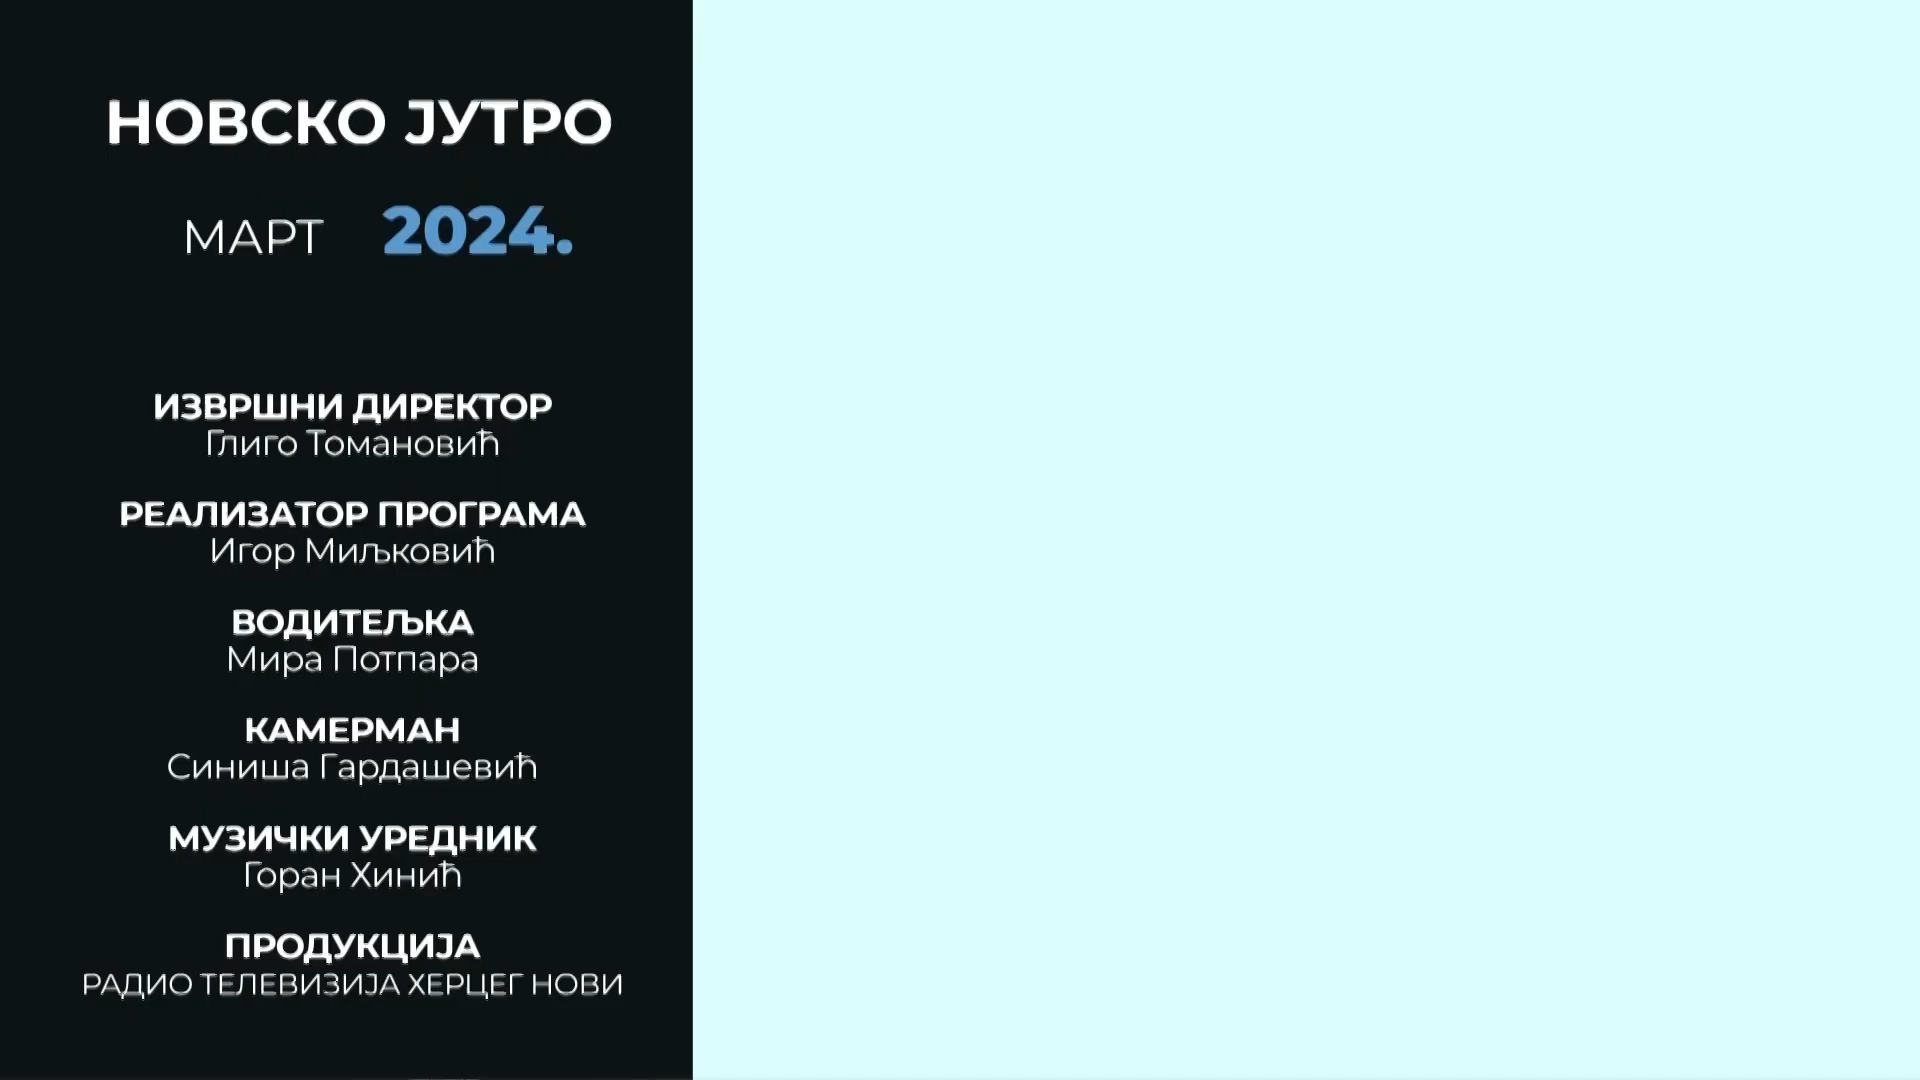 НОВСКО ЈУТРО
МАРТ 2024.
ИЗВРШНИ ДИРЕКТОР
Глиго Томановић
РЕАЛИЗАТОР ПРОГРАМА
Игор Миљковић
ВОДИТЕЉКА
Мира Потпара
КАМЕРМАН
Синиша Гардашевић
МУЗИЧКИ УРЕДНИК
Горан Хинић
ПРОДУКЦИЈА
РАДИО ТЕЛЕВИЗИЈА ХЕРЦЕГ НОВИ